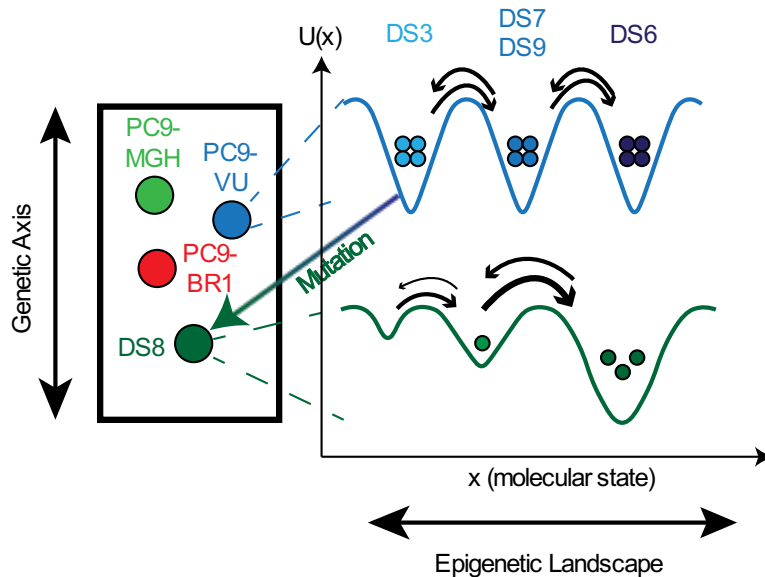 DS7
U(x)
DS3
DS9
DS6
PC9-
MGH
PC9-
VU
PC9-
BR1
Mutation
Genetic Axis
DS8
x (molecular state)
Epigenetic Landscape